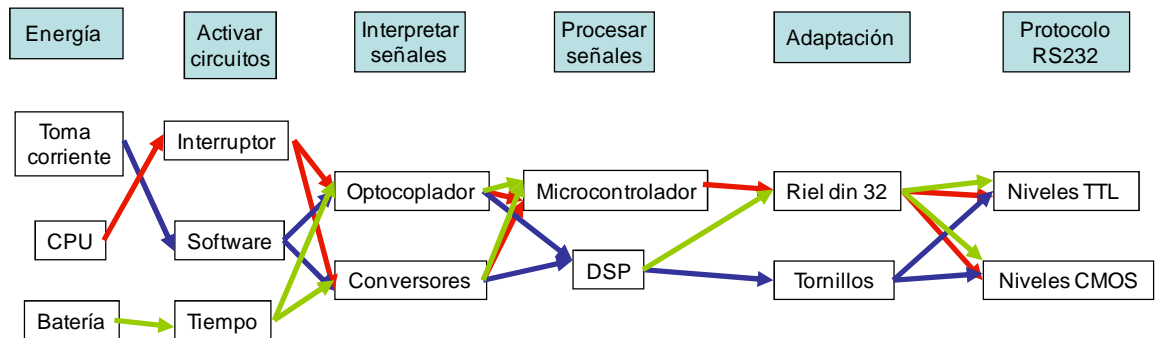 Energía
Activar
circuitos
Interpretar
señales
Procesar
señales
Adaptación
Protocolo
RS232
Toma
corriente
Interruptor
Optocoplador
Microcontrolador
Riel din 32
Niveles TTL
CPU
Software
Conversores
DSP
Tornillos
Niveles CMOS
Batería
Tiempo